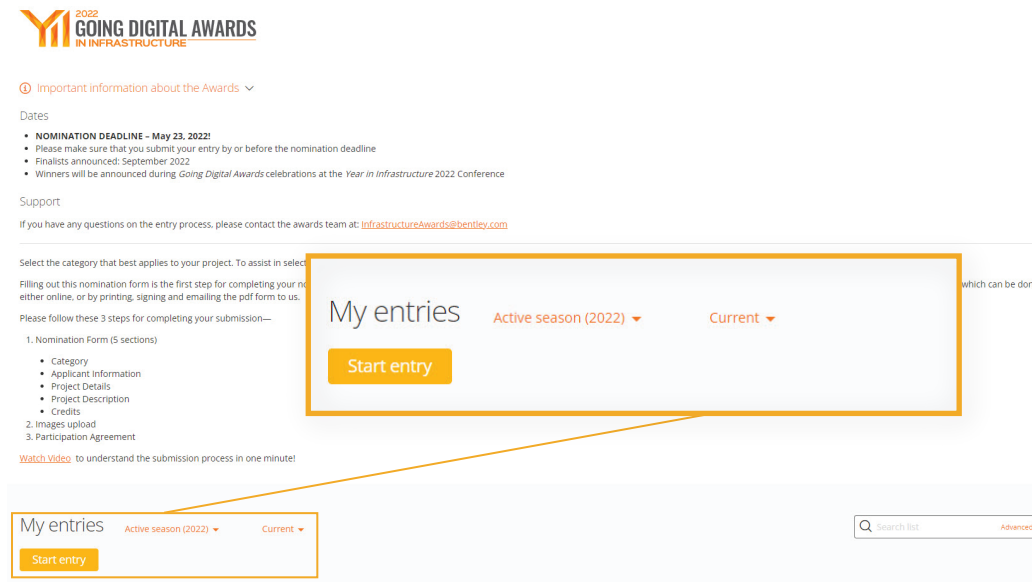 2022
GOING DIGITAL AWARDS
IN INFRASTRUCTURE
Important information about the Awards
Dates
• NOMINATION DEADLINE – May 23, 2022!
• Please make sure that you submit your entry by or before the nomination deadline
• Finalists announced: September 2022
• Winners will be announced during Going Digital Awards celebrations at the Year in Infrastructure 2022 Conference
Support
If you have any questions on the entry process, please contact the awards team at: InfrastructureAwards@bentley.com
Select the category that best applies to your project. To assist in selec
Filling out this nomination form is the first step for completing your no
which can be don
either online, or by printing, signing and emailing the pdf form to us.
Please follow these 3 steps for completing your submission—
1. Nomination Form (5 sections)
• Category
• Applicant Information
• Project Details
• Project Description
• Credits
2. Images upload
3. Participation Agreement
Watch Video to understand the submission process in one minute!
My entries Active season (2022) Current
Start entry
My entries Active season (2022) Current
Search list Advanced
Start entry